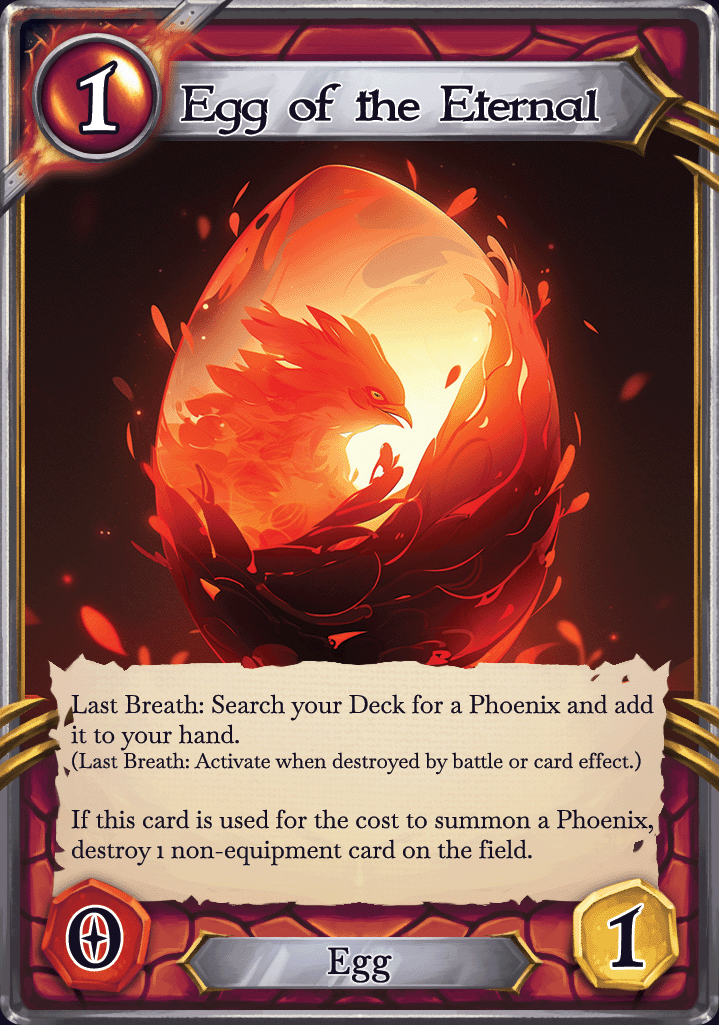 1
Egg of the Eternal
Last Breath: Search your Deck for a Phoenix and add
it to your hand.
(Last Breath: Activate when destroyed by battle or card effect.)
If this card is used for the cost to summon a Phoenix,
destroy 1 non-equipment card on the field.
0
Egg
1